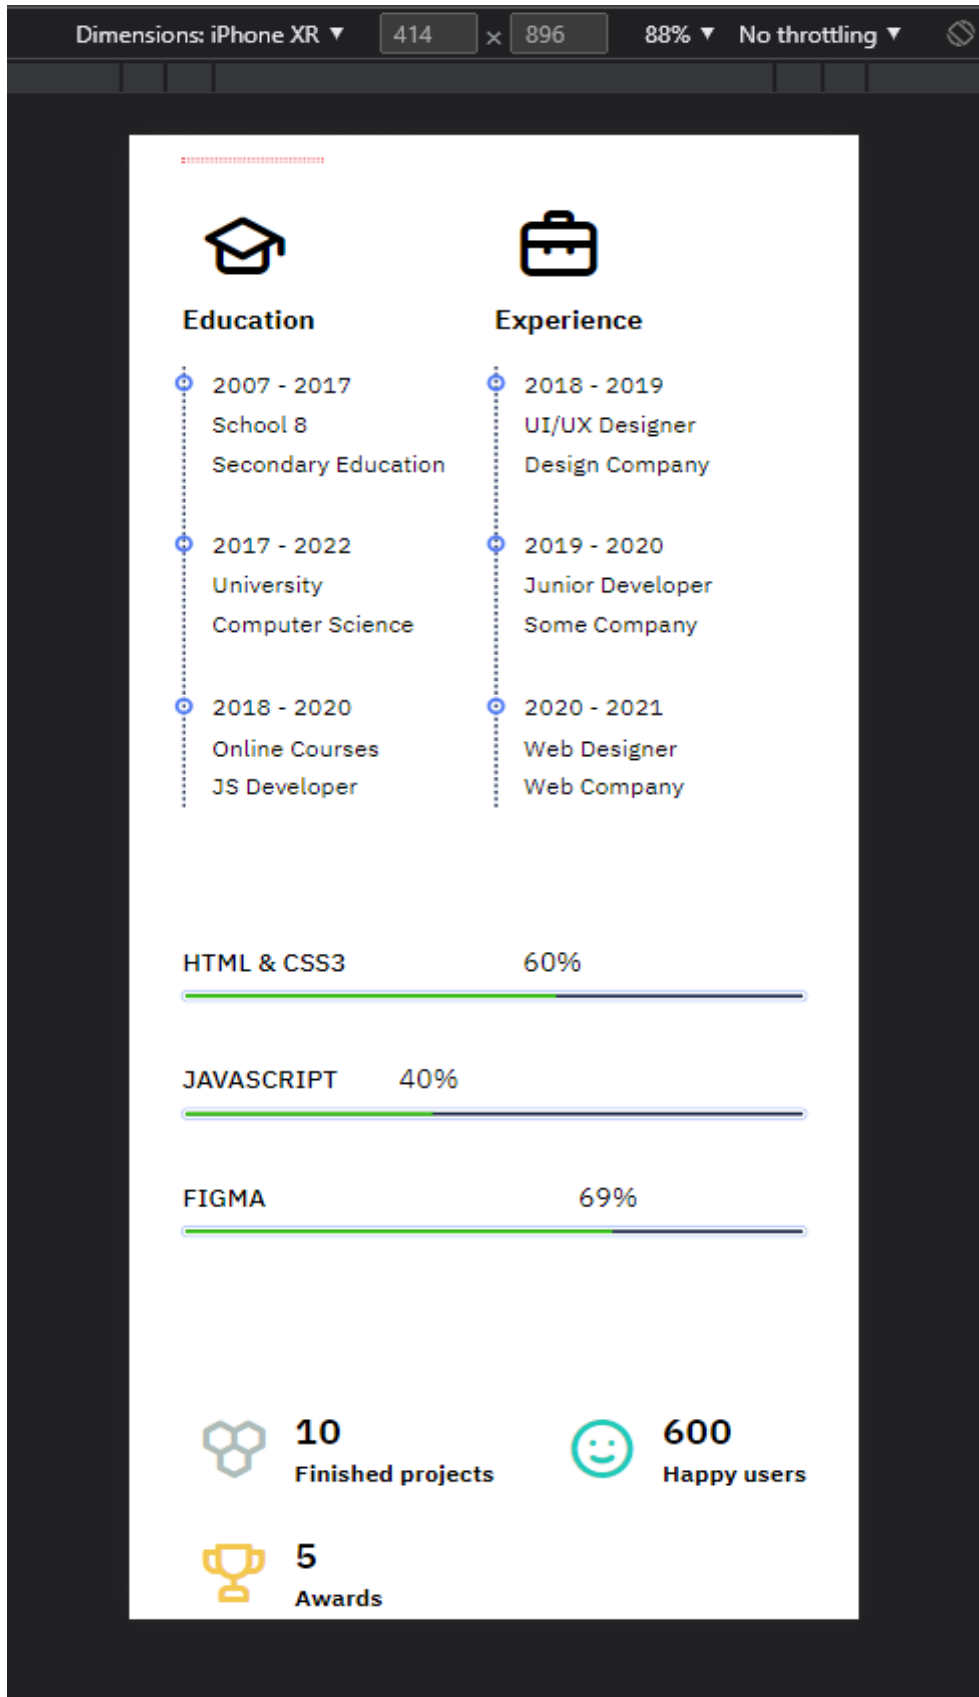 Dimensions: iPhone XR ▼ 414 × 896 88% ▼ No throttling ▼
Education
2007 - 2017
School 8
Secondary Education
2017 - 2022
University
Computer Science
2018 - 2020
Online Courses
JS Developer
Experience
2018 - 2019
UI/UX Designer
Design Company
2019 - 2020
Junior Developer
Some Company
2020 - 2021
Web Designer
Web Company
HTML & CSS3 60%
JAVASCRIPT 40%
FIGMA 69%
10
Finished projects
600
Happy users
5
Awards